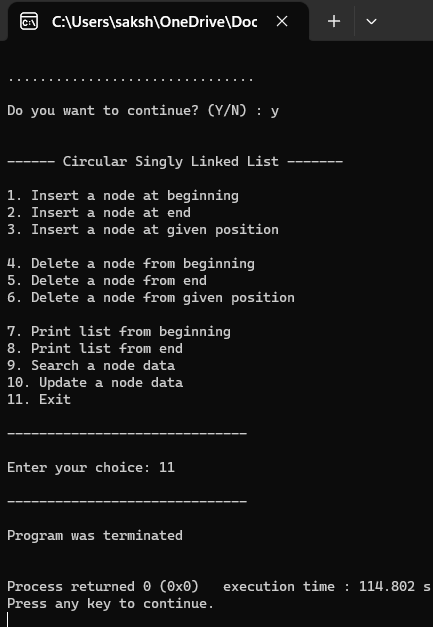 C:\Users\saksh\OneDrive\Doc
...............................
Do you want to continue? (Y/N) : y
------ Circular Singly Linked List -------
1. Insert a node at beginning
2. Insert a node at end
3. Insert a node at given position
4. Delete a node from beginning
5. Delete a node from end
6. Delete a node from given position
7. Print list from beginning
8. Print list from end
9. Search a node data
10. Update a node data
11. Exit
------------------------------
Enter your choice: 11
------------------------------
Program was terminated
Process returned 0 (0x0)   execution time : 114.802 s
Press any key to continue.